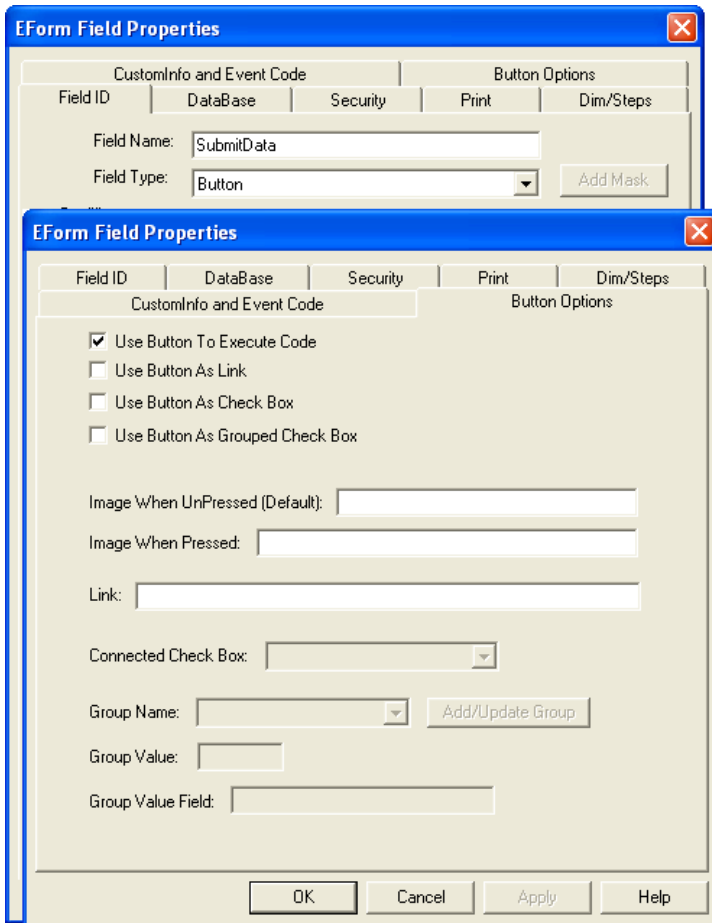 EForm Field Properties
CustomInfo and Event Code Button Options
Field ID DataBase Security Print Dim/Steps
Field Name: SubmitData
Field Type: Button Add Mask
EForm Field Properties
Field ID DataBase Security Print Dim/Steps
CustomInfo and Event Code Button Options
Use Button To Execute Code
Use Button As Link
Use Button As Check Box
Use Button As Grouped Check Box
Image When UnPressed (Default):
Image When Pressed:
Link:
Connected Check Box:
Group Name: Add/Update Group
Group Value:
Group Value Field:
OK Cancel Apply Help